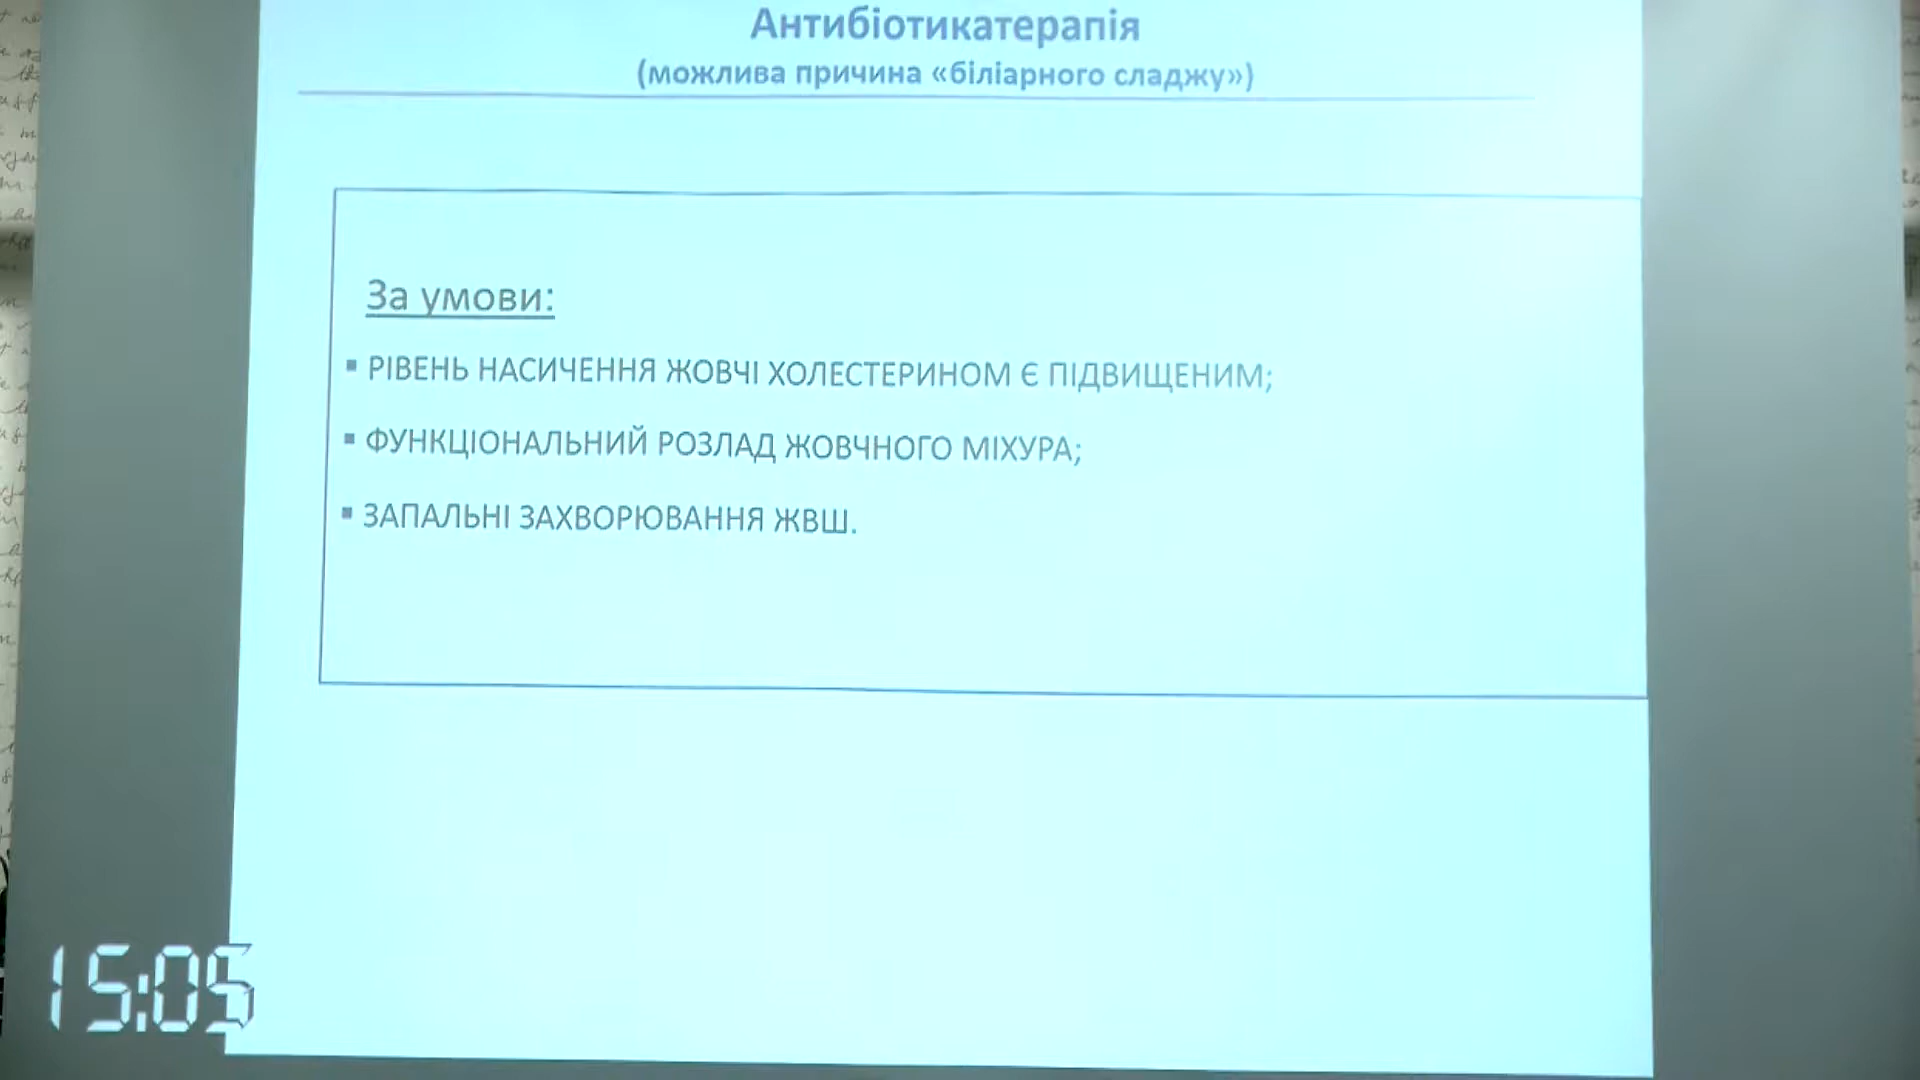 Антибіотикатерапія
(можлива причина «біліарного сладжу»)
За умови:
▪ РІВЕНЬ НАСИЧЕННЯ ЖОВЧІ ХОЛЕСТЕРИНОМ Є ПІДВИЩЕНИМ;
▪ ФУНКЦІОНАЛЬНИЙ РОЗЛАД ЖОВЧНОГО МІХУРА;
▪ ЗАПАЛЬНІ ЗАХВОРЮВАННЯ ЖВШ.
15:05